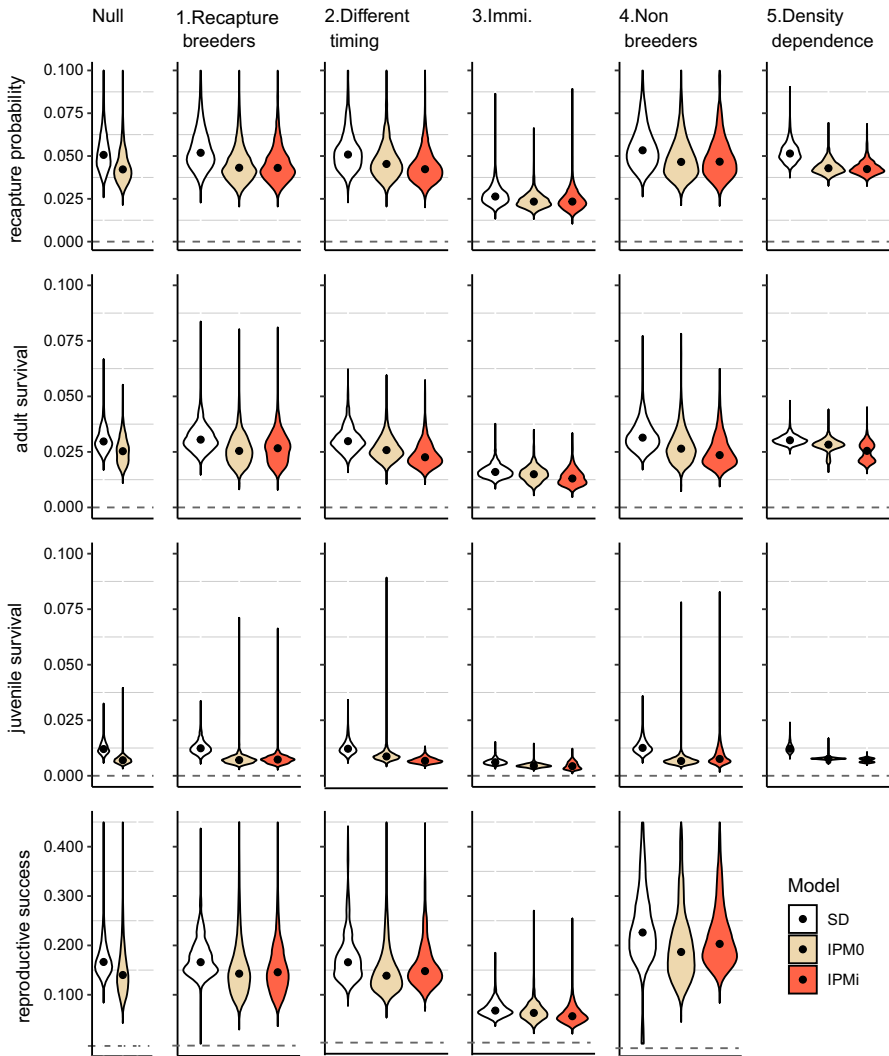 Null
1.Recapture
breeders
2.Different
timing
3.Immi.
4.Non
breeders
5.Density
dependence
recapture probability
0.100
0.075
0.050
0.025
0.000
adult survival
0.100
0.075
0.050
0.025
0.000
juvenile survival
0.100
0.075
0.050
0.025
0.000
reproductive success
0.400
0.300
0.200
0.100
Model
SD
IPM0
IPMi